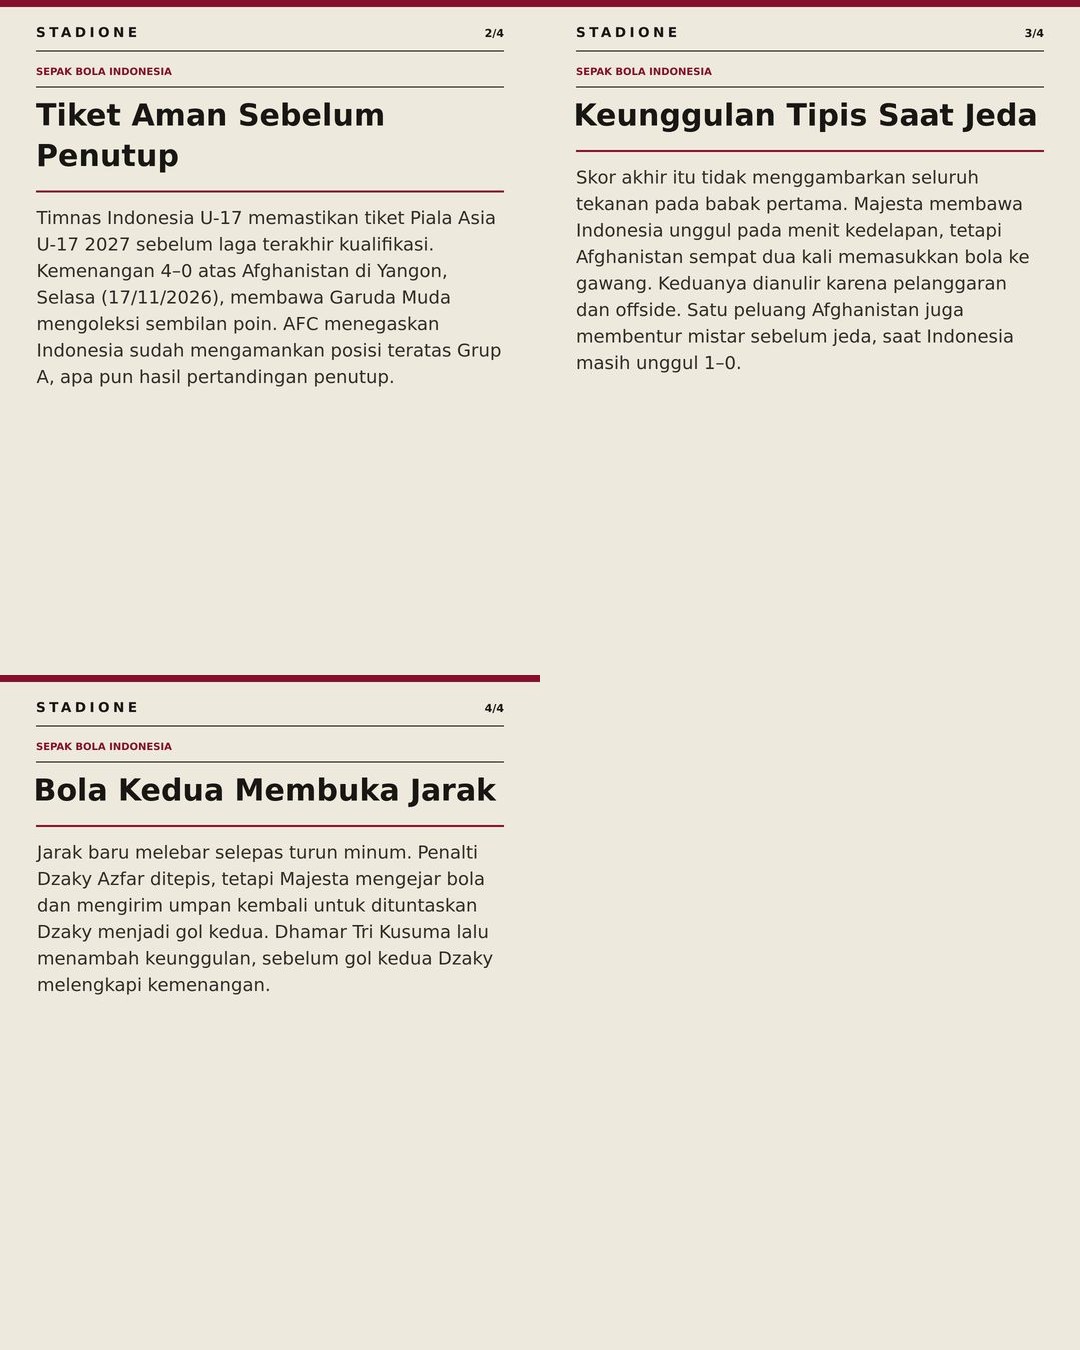 STADIONE
2/4
SEPAK BOLA INDONESIA
Tiket Aman Sebelum
Penutup
Timnas Indonesia U-17 memastikan tiket Piala Asia
U-17 2027 sebelum laga terakhir kualifikasi.
Kemenangan 4–0 atas Afghanistan di Yangon,
Selasa (17/11/2026), membawa Garuda Muda
mengoleksi sembilan poin. AFC menegaskan
Indonesia sudah mengamankan posisi teratas Grup
A, apa pun hasil pertandingan penutup.
STADIONE
3/4
SEPAK BOLA INDONESIA
Keunggulan Tipis Saat Jeda
Skor akhir itu tidak menggambarkan seluruh
tekanan pada babak pertama. Majesta membawa
Indonesia unggul pada menit kedelapan, tetapi
Afghanistan sempat dua kali memasukkan bola ke
gawang. Keduanya dianulir karena pelanggaran
dan offside. Satu peluang Afghanistan juga
membentur mistar sebelum jeda, saat Indonesia
masih unggul 1–0.
STADIONE
4/4
SEPAK BOLA INDONESIA
Bola Kedua Membuka Jarak
Jarak baru melebar selepas turun minum. Penalti
Dzaky Azfar ditepis, tetapi Majesta mengejar bola
dan mengirim umpan kembali untuk dituntaskan
Dzaky menjadi gol kedua. Dhamar Tri Kusuma lalu
menambah keunggulan, sebelum gol kedua Dzaky
melengkapi kemenangan.